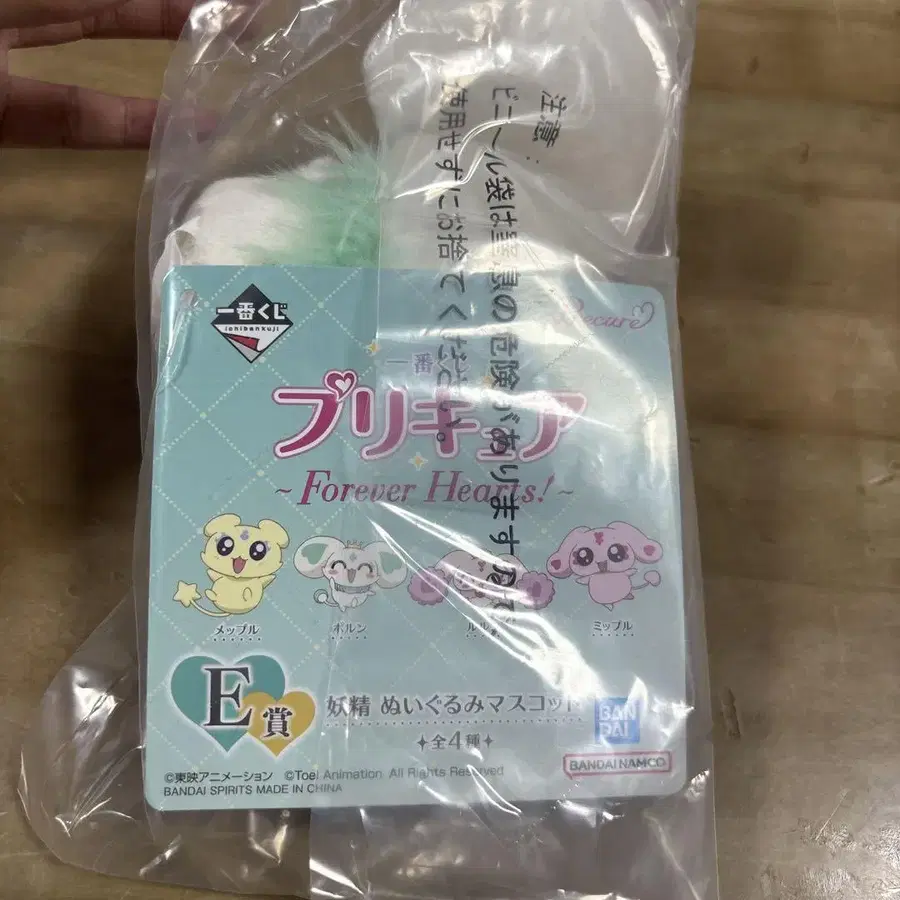 注意：
ビニール袋は窒息の危険がありますので
使用せずにお捨てください。
一番くじ
ichibankuji
Precure
一番く
プリキュア
~Forever Hearts!~
メップル
ポルン
ルル
ミップル
E賞
妖精 ぬいぐるみマスコット
全4種
BANDAI
BANDAI NAMCO
©東映アニメーション ©Toei Animation All Rights Reserved
BANDAI SPIRITS MADE IN CHINA